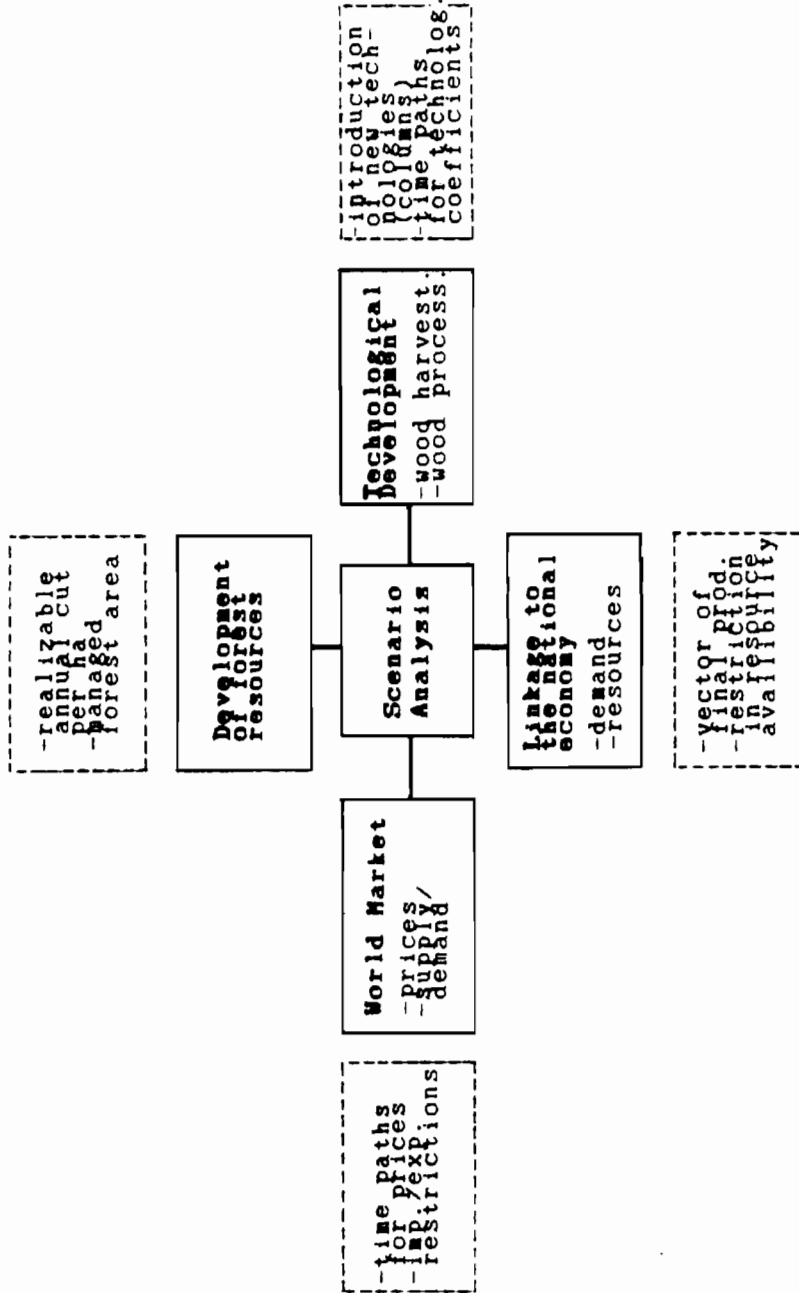 -realizable
annual cut
per ha
-managed
forest area
Development
of forest
resources
-time paths
for prices
-imp./exp.
restrictions
World Market
-prices
-supply/
demand
Scenario
Analysis
Technological
Development
-wood harvest.
-wood process.
-introduction
of new tech-
nologies
(columns)
-time paths
for technolog.
coefficients
Linkage to
the national
economy
-demand
-resources
-vector of
final prod.
-restriction
in resource
availibility